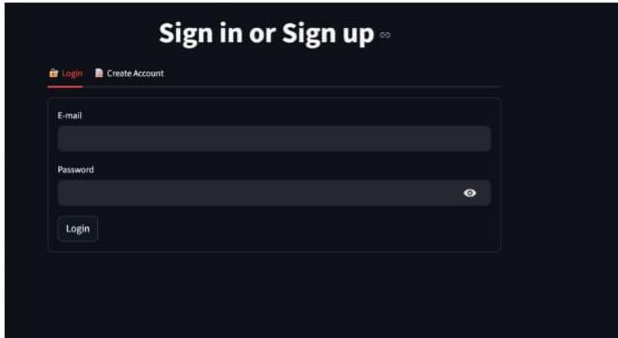 Sign in or Sign up
Login Create Account
E-mail
Password
Login